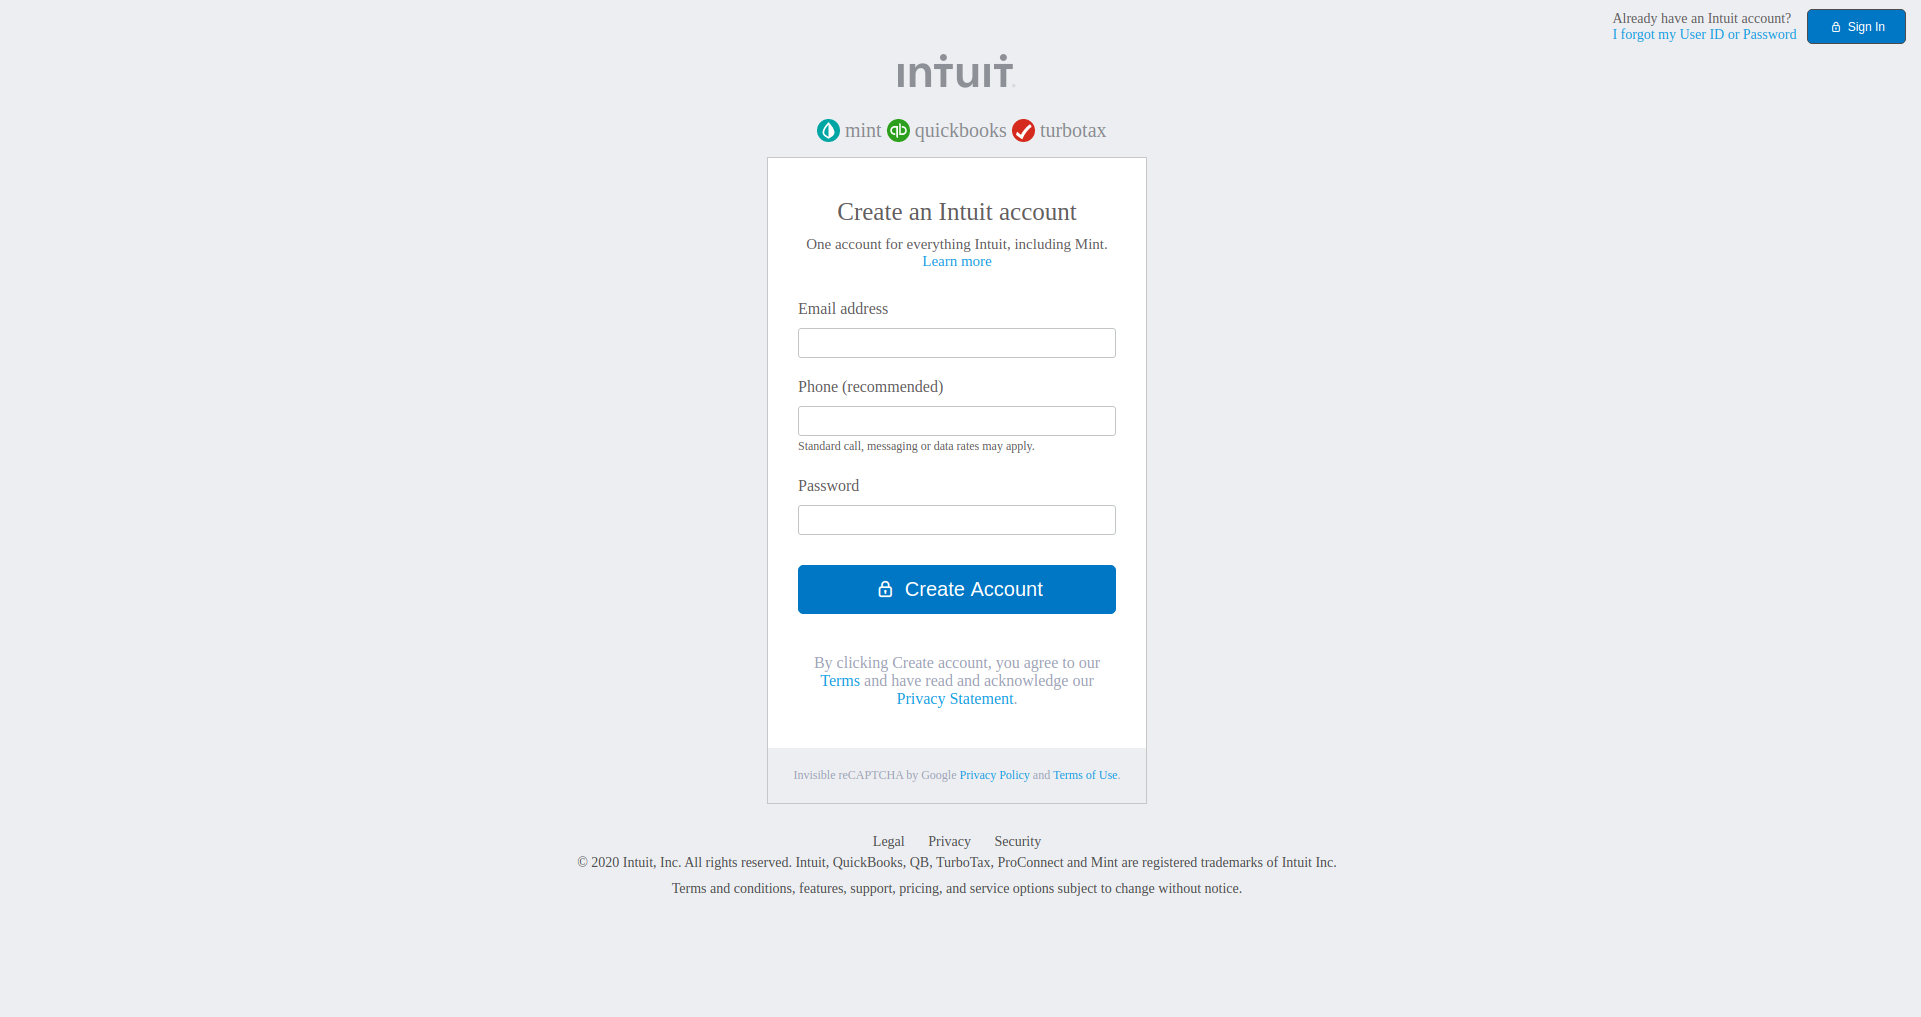 Already have an Intuit account?
I forgot my User ID or Password
Sign In
intuit
mint quickbooks turbotax
Create an Intuit account
One account for everything Intuit, including Mint.
Learn more
Email address
Phone (recommended)
Standard call, messaging or data rates may apply.
Password
Create Account
By clicking Create account, you agree to our
Terms and have read and acknowledge our
Privacy Statement.
Invisible reCAPTCHA by Google Privacy Policy and Terms of Use.
Legal Privacy Security
© 2020 Intuit, Inc. All rights reserved. Intuit, QuickBooks, QB, TurboTax, ProConnect and Mint are registered trademarks of Intuit Inc.
Terms and conditions, features, support, pricing, and service options subject to change without notice.